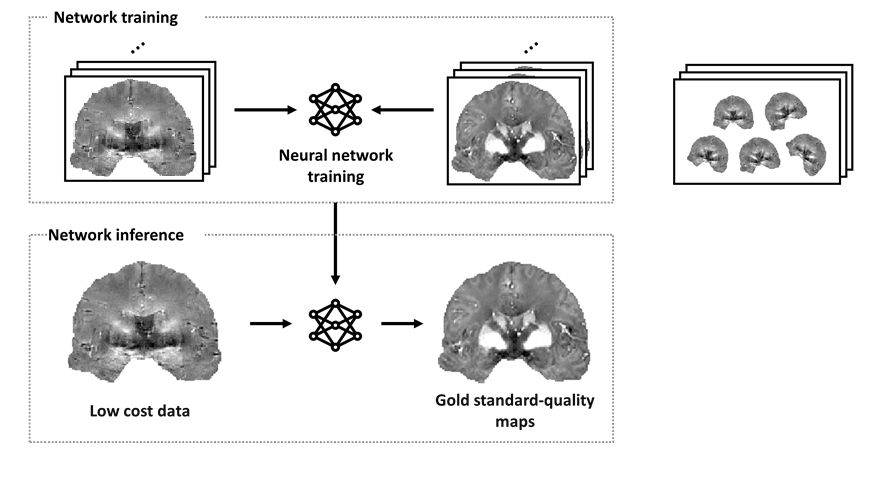 Network training
Neural network
training
Network inference
Low cost data
Gold standard-quality
maps